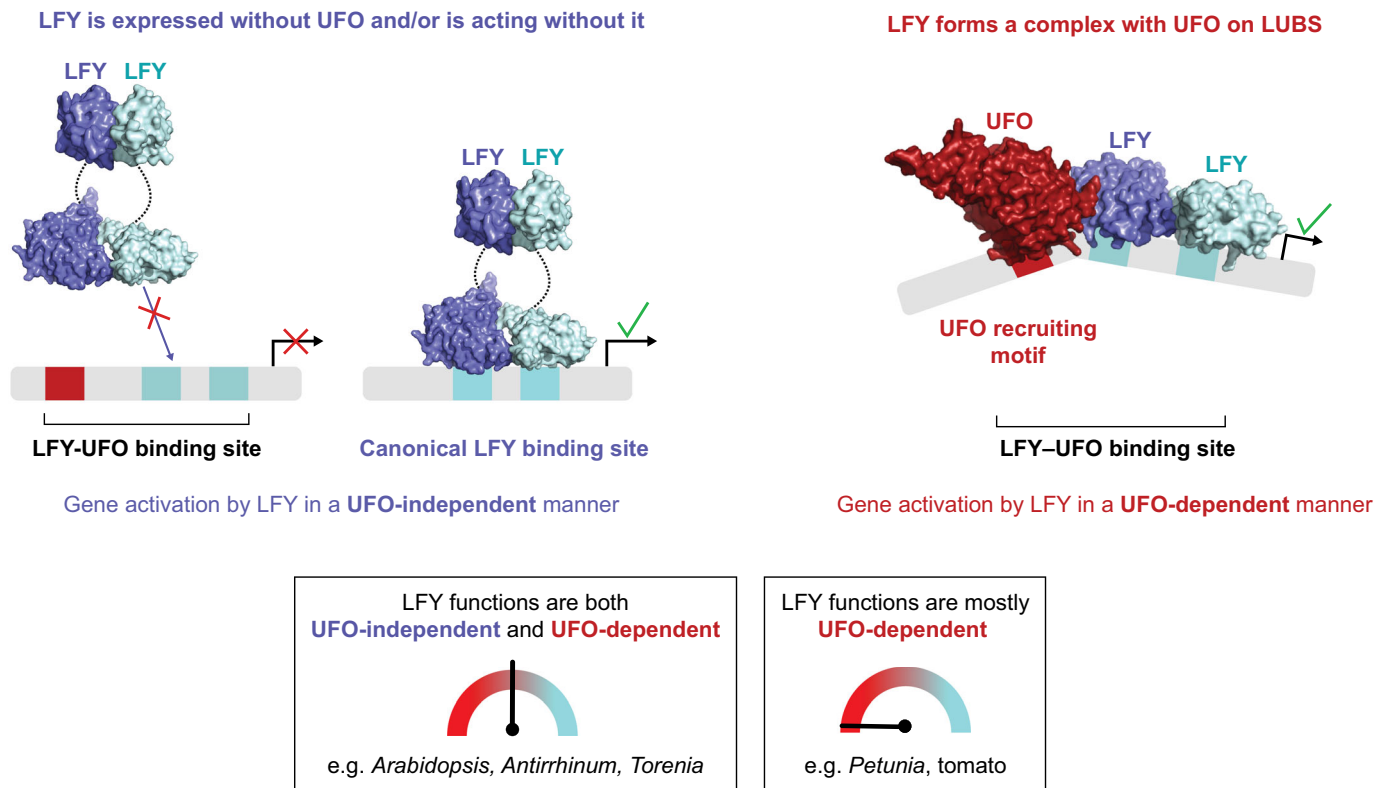 LFY is expressed without UFO and/or is acting without it
LFY LFY
LFY LFY
LFY-UFO binding site
Canonical LFY binding site
Gene activation by LFY in a UFO-independent manner
LFY forms a complex with UFO on LUBS
UFO
LFY
LFY
UFO recruiting
motif
LFY–UFO binding site
Gene activation by LFY in a UFO-dependent manner
LFY functions are both
UFO-independent and UFO-dependent
e.g. Arabidopsis, Antirrhinum, Torenia
LFY functions are mostly
UFO-dependent
e.g. Petunia, tomato